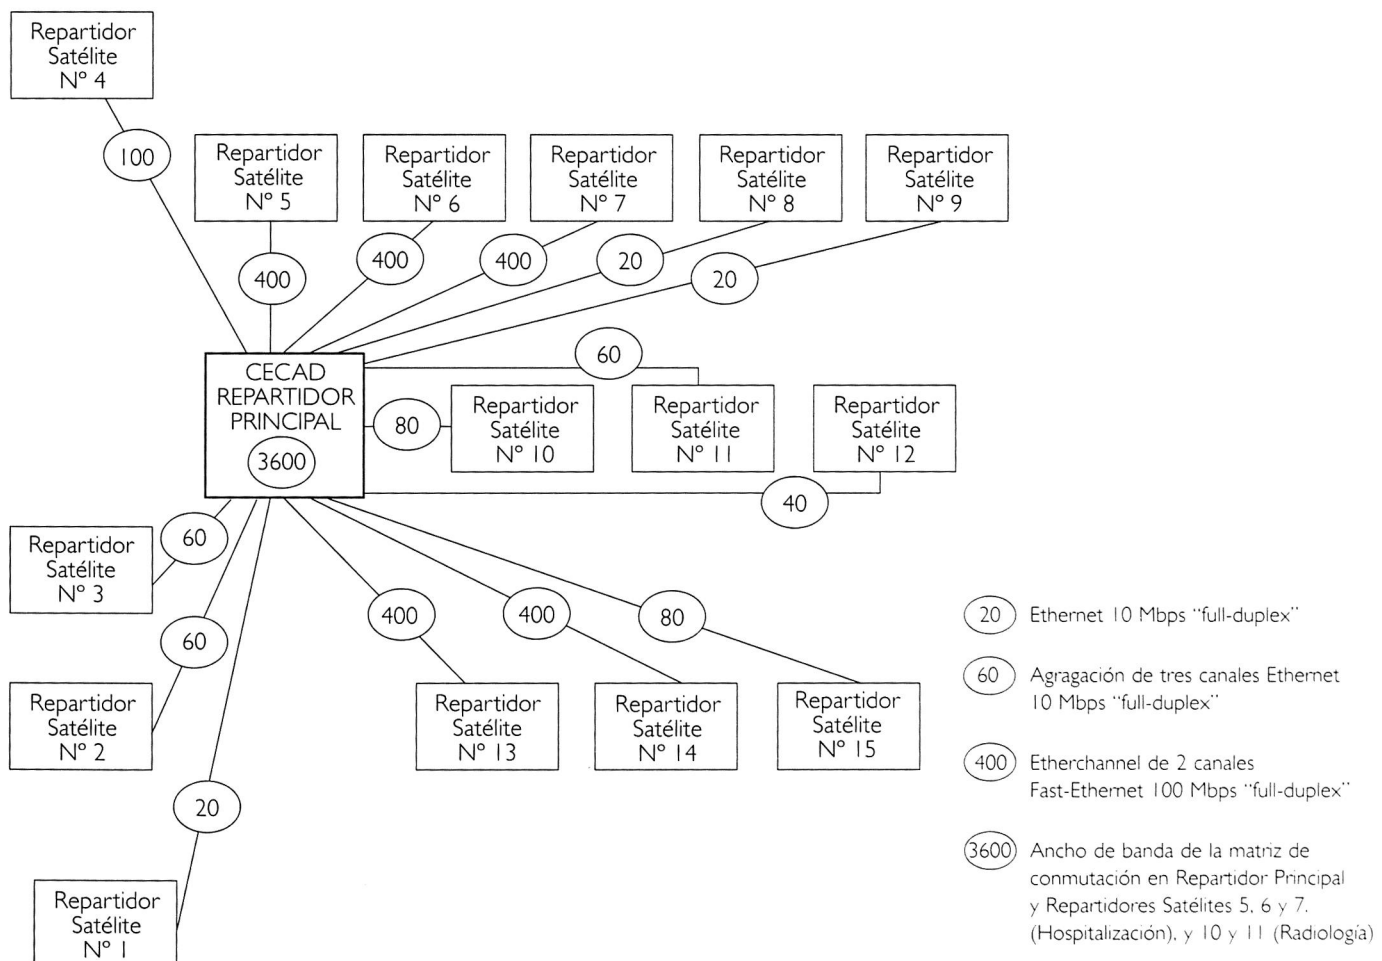 Repartidor
Satélite
Nº 4
100
Repartidor
Satélite
Nº 5
Repartidor
Satélite
Nº 6
Repartidor
Satélite
Nº 7
Repartidor
Satélite
Nº 8
Repartidor
Satélite
Nº 9
400
400
400
20
20
CECAD
REPARTIDOR
PRINCIPAL
3600
60
80
Repartidor
Satélite
Nº 10
Repartidor
Satélite
Nº 11
Repartidor
Satélite
Nº 12
40
Repartidor
Satélite
Nº 3
60
Repartidor
Satélite
Nº 2
60
Repartidor
Satélite
Nº 1
20
400
400
80
Repartidor
Satélite
Nº 13
Repartidor
Satélite
Nº 14
Repartidor
Satélite
Nº 15
20 Ethernet 10 Mbps "full-duplex"
60 Agragación de tres canales Ethernet
10 Mbps "full-duplex"
400 Etherchannel de 2 canales
Fast-Ethernet 100 Mbps "full-duplex"
3600 Ancho de banda de la matriz de
conmutación en Repartidor Principal
y Repartidores Satélites 5, 6 y 7.
(Hospitalización), y 10 y 11 (Radiología)